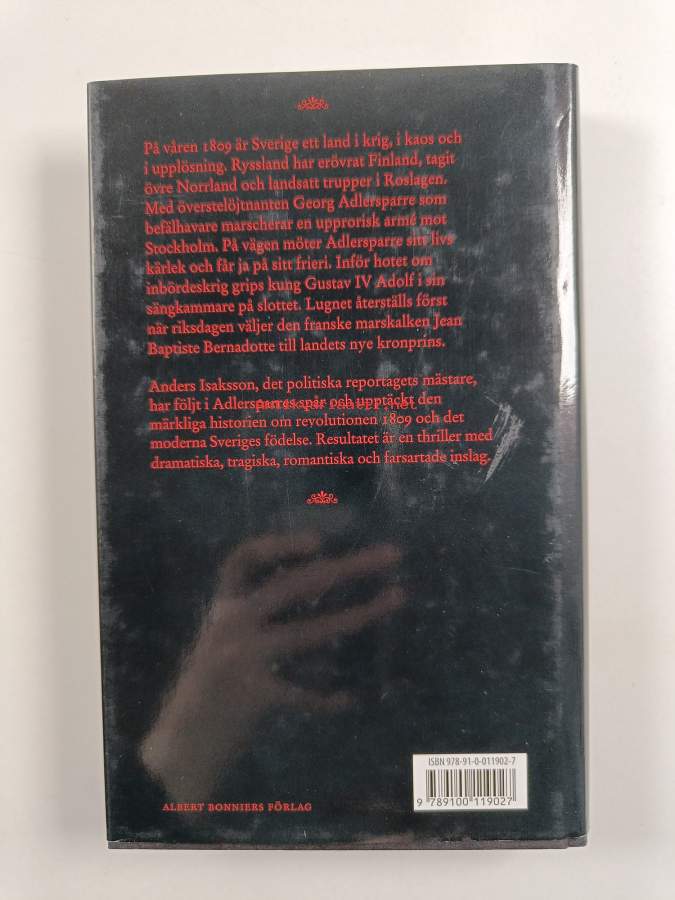 På våren 1809 är Sverige ett land i krig, i kaos och
i upplösning. Ryssland har erövrat Finland, tagit
övre Norrland och landsatt trupper i Roslagen.
Med överstelöjtnanten Georg Adlersparre som
befälhavare marscherar en upprorisk armé mot
Stockholm. På vägen möter Adlersparre sitt livs
kärlek och får ja på sitt frieri. Inför hotet om
inbördeskrig grips kung Gustav IV Adolf i sin
sängkammare på slottet. Lugnet återställs först
när riksdagen väljer den franske marskalken Jean
Baptiste Bernadotte till landets nye kronprins.
Anders Isaksson, det politiska reportagets mästare,
har följt i Adlersparres spår och upptäckt den
märkliga historien om revolutionen 1809 och det
moderna Sveriges födelse. Resultatet är en thriller med
dramatiska, tragiska, romantiska och farsartade inslag.
ISBN 978-91-0-011902-7
9 789100 119027
ALBERT BONNIERS FÖRLAG